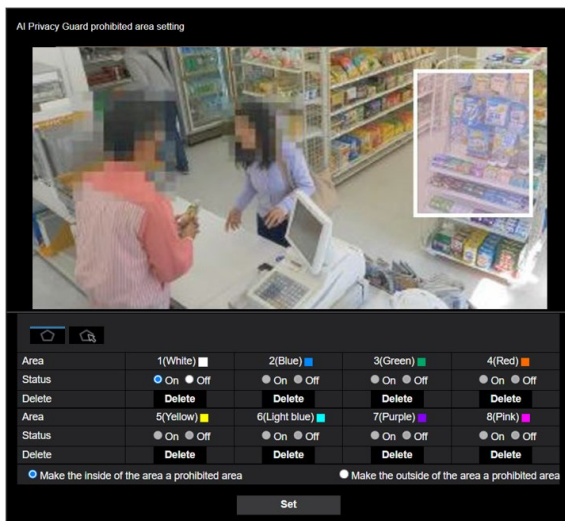 AI Privacy Guard prohibited area setting
Area 1(White) 2(Blue) 3(Green) 4(Red)
Status On Off On Off On Off On Off
Delete Delete Delete Delete Delete
Area 5(Yellow) 6(Light blue) 7(Purple) 8(Pink)
Status On Off On Off On Off On Off
Delete Delete Delete Delete Delete
Make the inside of the area a prohibited area Make the outside of the area a prohibited area
Set